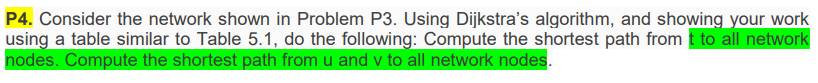 P4. Consider the network shown in Problem P3. Using Dijkstra’s algorithm, and showing your work
using a table similar to Table 5.1, do the following: Compute the shortest path from t to all network
nodes. Compute the shortest path from u and v to all network nodes.